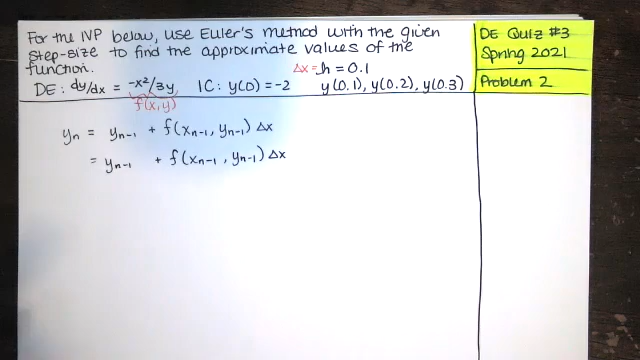 For the IVP below, use Euler's method with the given
step-size to find the approximate values of the
function.
Δx = h = 0.1
DE: dy/dx = -x²/3y IC: y(0) = -2 y(0.1), y(0.2), y(0.3)
f(x,y)
yn = yn-1 + f(xn-1, yn-1) Δx
= yn-1 + f(xn-1, yn-1) Δx
DE Quiz #3
Spring 2021
Problem 2